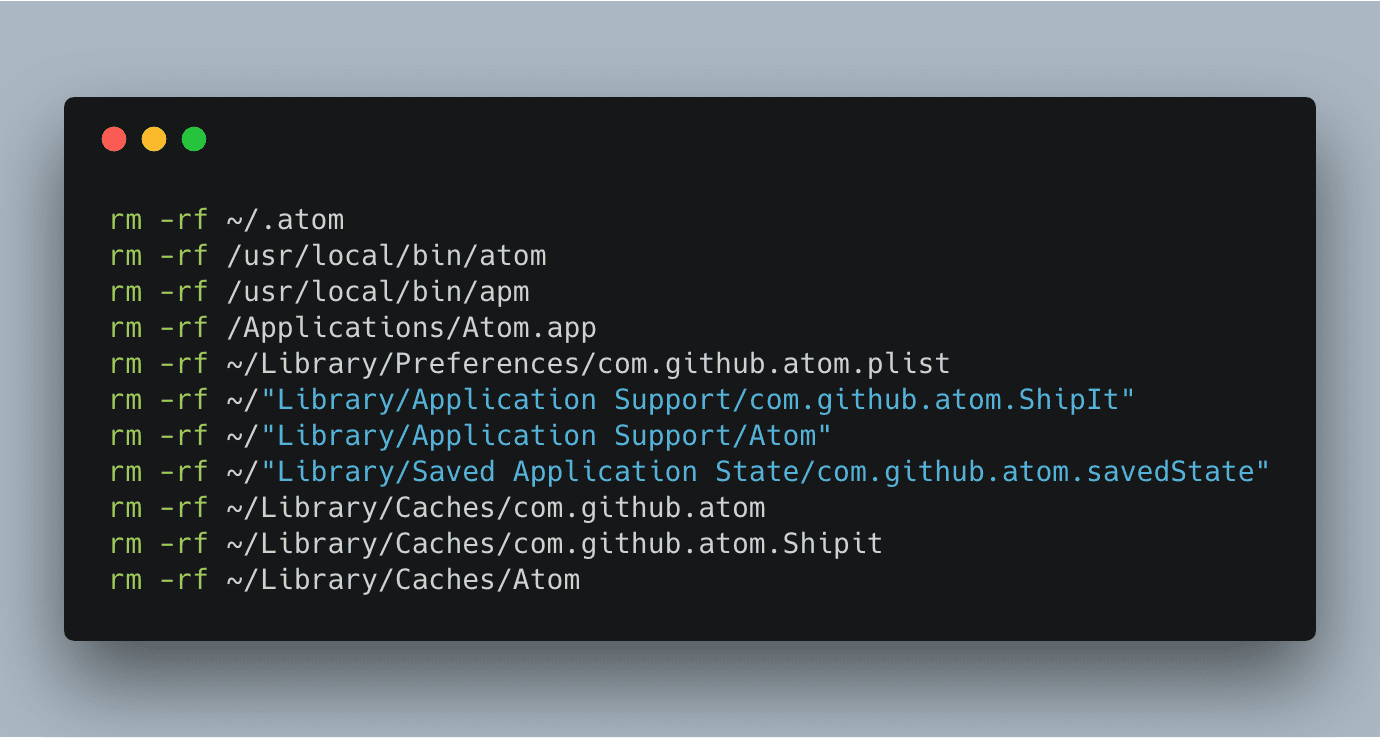 rm -rf ~/.atom
rm -rf /usr/local/bin/atom
rm -rf /usr/local/bin/apm
rm -rf /Applications/Atom.app
rm -rf ~/Library/Preferences/com.github.atom.plist
rm -rf ~/"Library/Application Support/com.github.atom.ShipIt"
rm -rf ~/"Library/Application Support/Atom"
rm -rf ~/"Library/Saved Application State/com.github.atom.savedState"
rm -rf ~/Library/Caches/com.github.atom
rm -rf ~/Library/Caches/com.github.atom.Shipit
rm -rf ~/Library/Caches/Atom